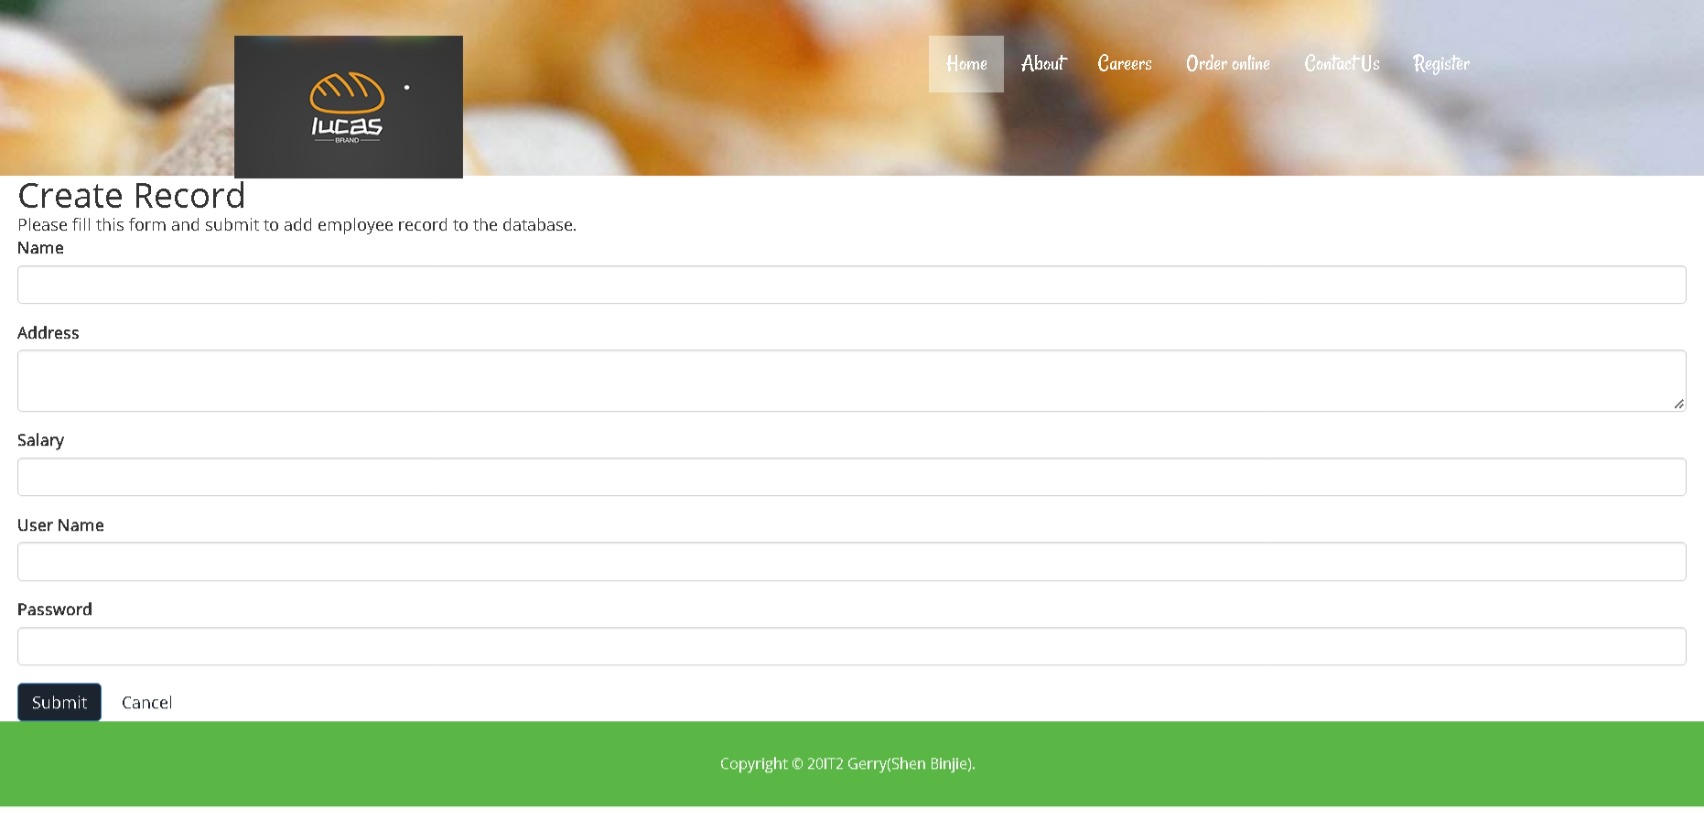 Home About Careers Order online Contact Us Register
lucas
BRAND
Create Record
Please fill this form and submit to add employee record to the database.
Name
Address
Salary
User Name
Password
Submit Cancel
Copyright © 20IT2 Gerry(Shen Binjie).